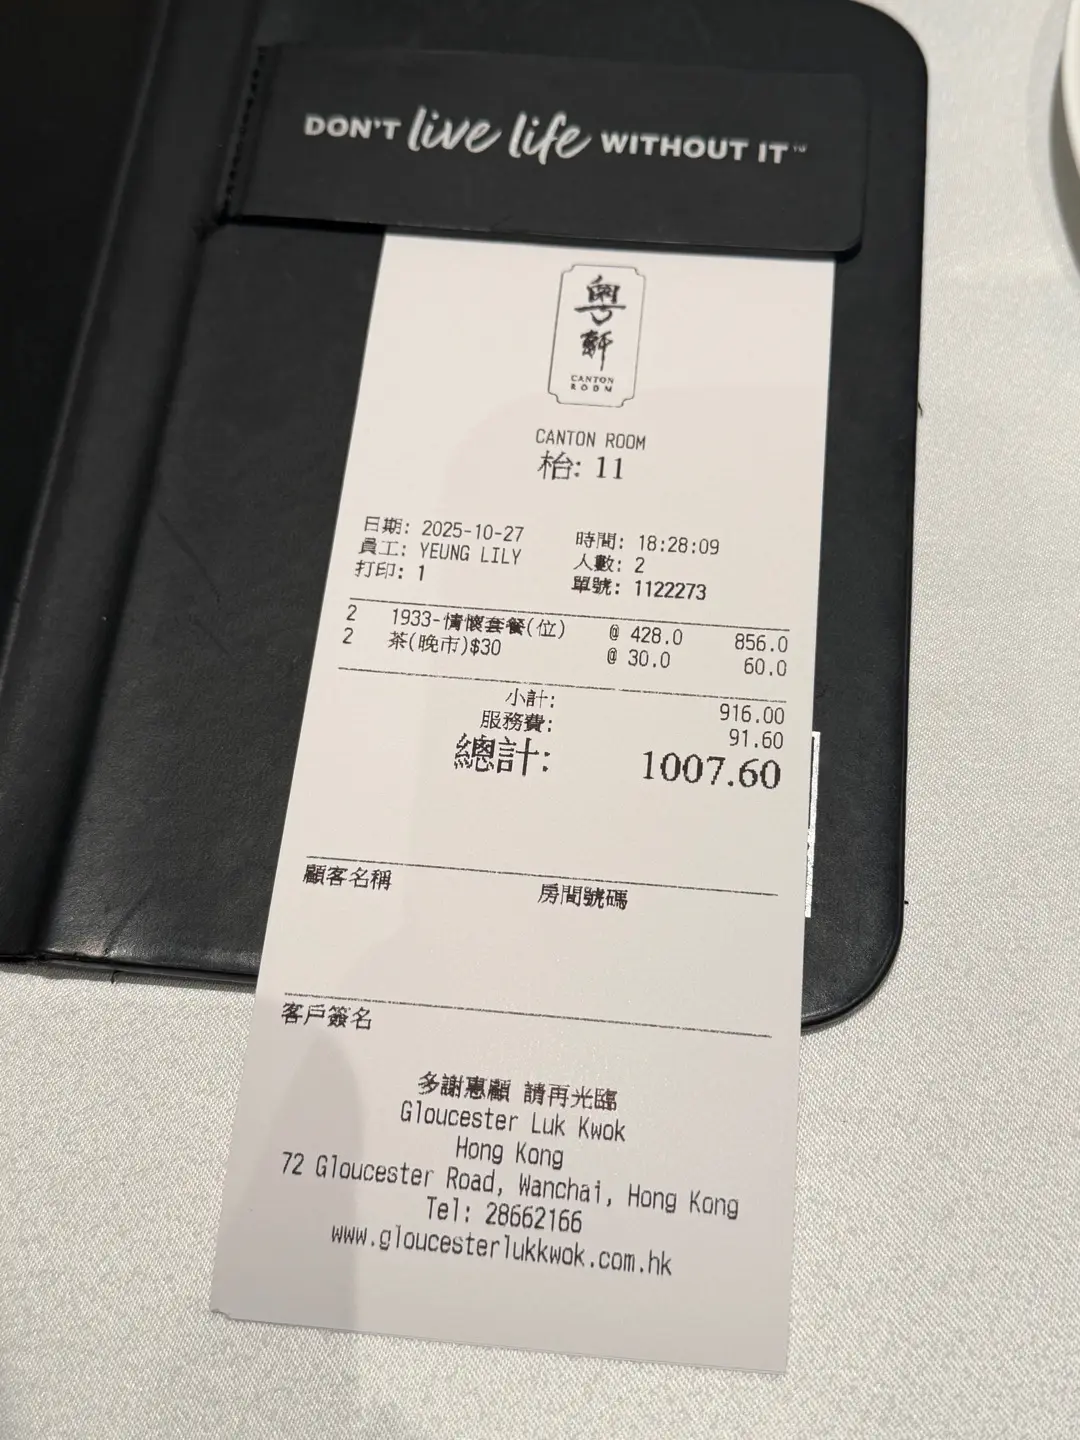 DON'T live life WITHOUT IT™
粵軒
CANTON
ROOM
CANTON ROOM
枱: 11
日期: 2025-10-27 時間: 18:28:09
員工: YEUNG LILY 人數: 2
打印: 1 單號: 1122273
2 1933-情懷套餐(位) @ 428.0 856.0
2 茶(晚市)$30 @ 30.0 60.0
小計: 916.00
服務費: 91.60
總計: 1007.60
顧客名稱 房間號碼
客戶簽名
多謝惠顧 請再光臨
Gloucester Luk Kwok
Hong Kong
72 Gloucester Road, Wanchai, Hong Kong
Tel: 28662166
www.gloucesterlukkwok.com.hk